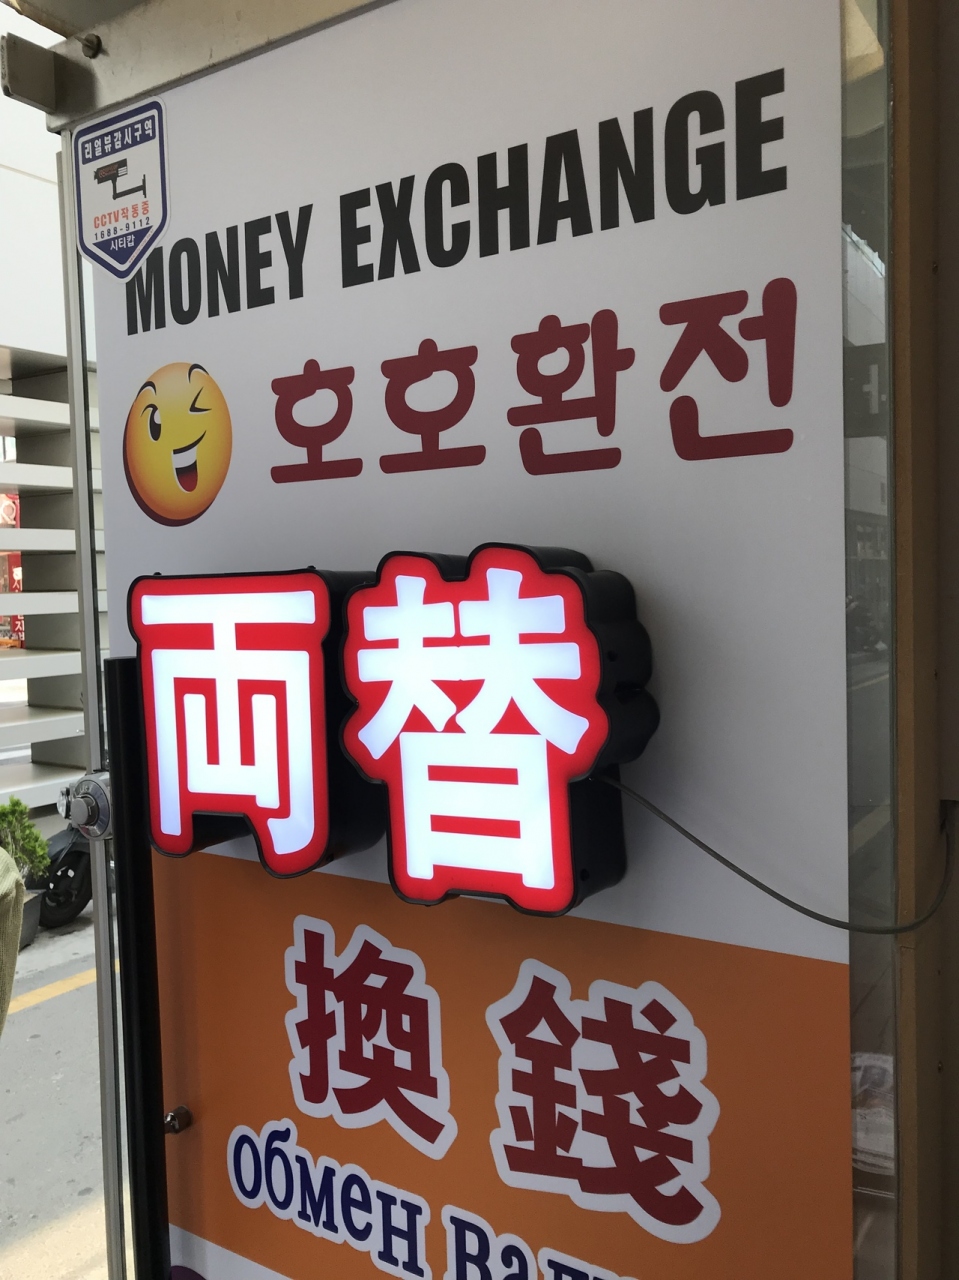 리얼뷰감시구역
CCTV작동중
1688-9112
시티캅
MONEY EXCHANGE
호호환전
両替
換錢
обмен